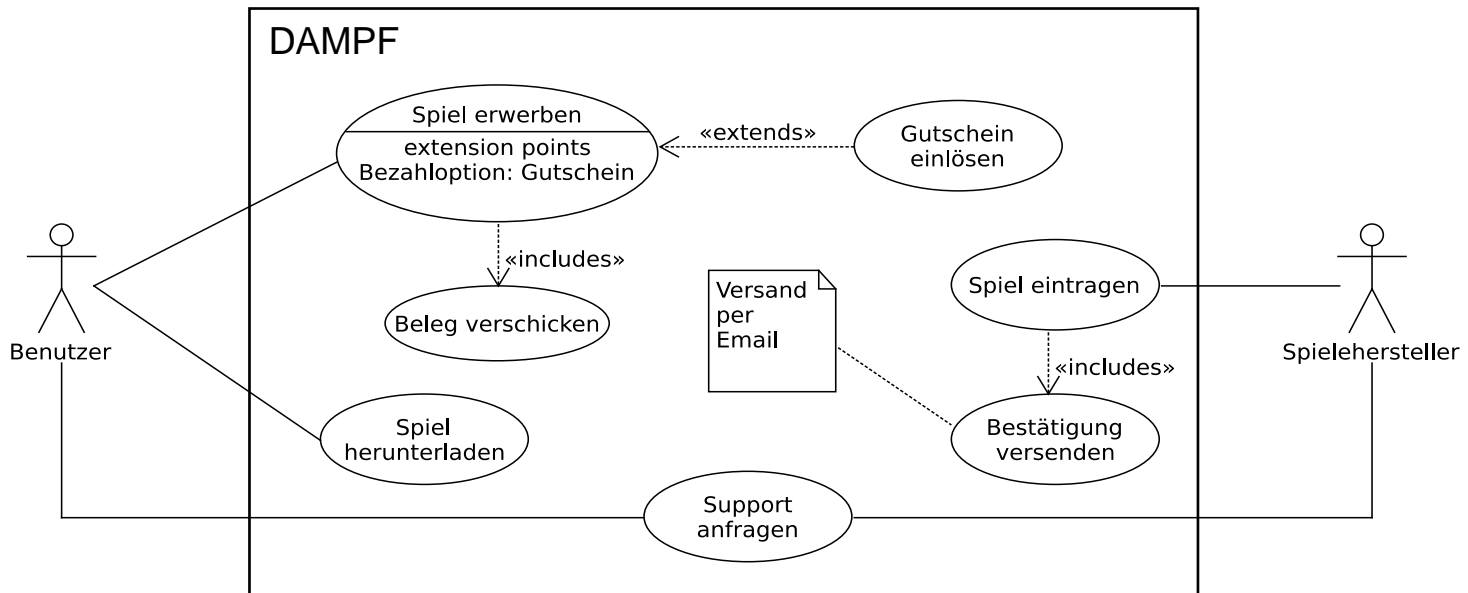 DAMPF
Spiel erwerben
extension points
Bezahloption: Gutschein
«extends»
Gutschein
einlösen
«includes»
Beleg verschicken
Versand
per
Email
Spiel eintragen
«includes»
Benutzer
Spielehersteller
Spiel
herunterladen
Bestätigung
versenden
Support
anfragen